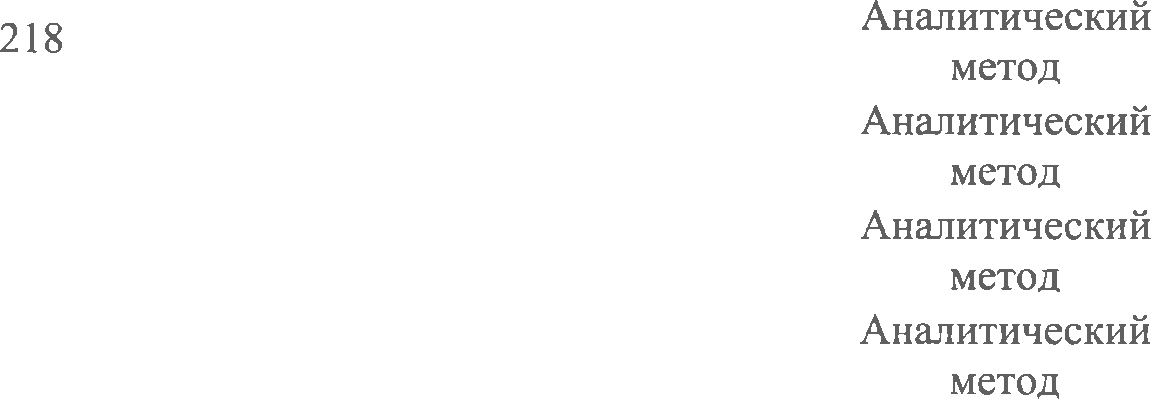 218
Аналитический
метод
Аналитический
метод
Аналитический
метод
Аналитический
метод